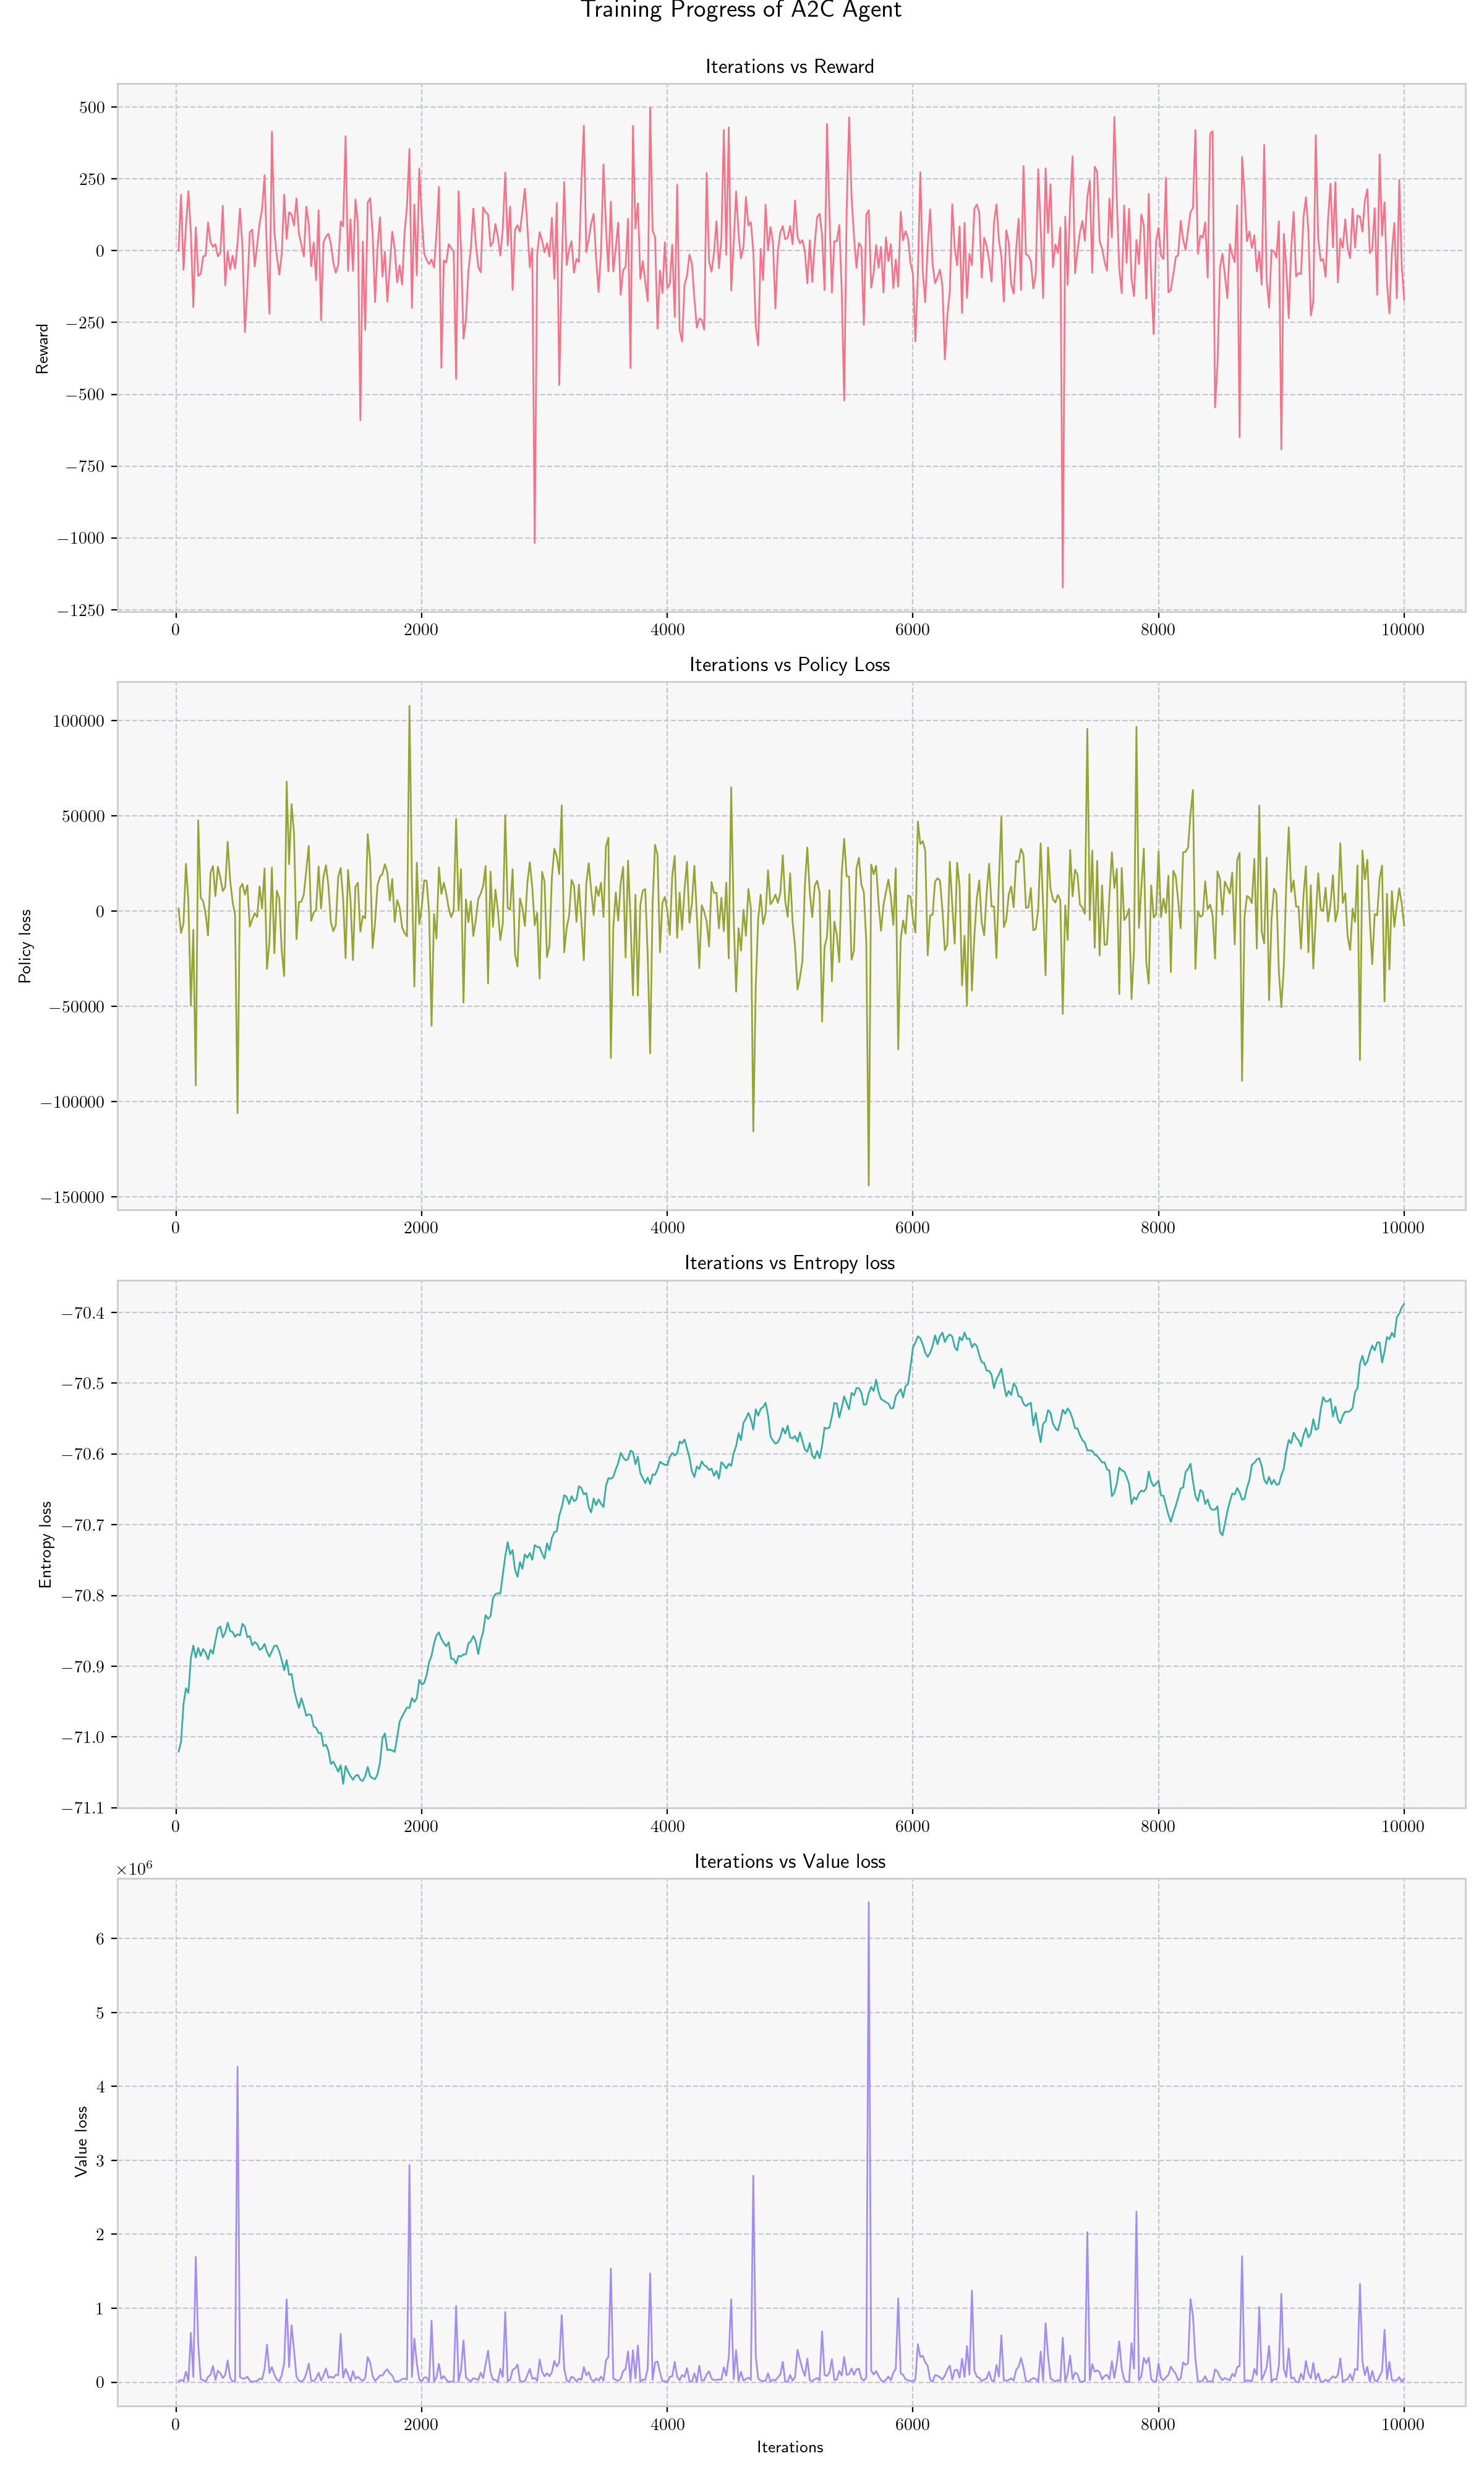 Training Progress of A2C Agent
Iterations vs Reward
Reward
500
250
0
−250
−500
−750
−1000
−1250
0 2000 4000 6000 8000 10000
Iterations vs Policy Loss
Policy loss
100000
50000
0
−50000
−100000
−150000
0 2000 4000 6000 8000 10000
Iterations vs Entropy loss
Entropy loss
−70.4
−70.5
−70.6
−70.7
−70.8
−70.9
−71.0
−71.1
0 2000 4000 6000 8000 10000
Iterations vs Value loss
×10⁶
Value loss
6
5
4
3
2
1
0
0 2000 4000 6000 8000 10000
Iterations